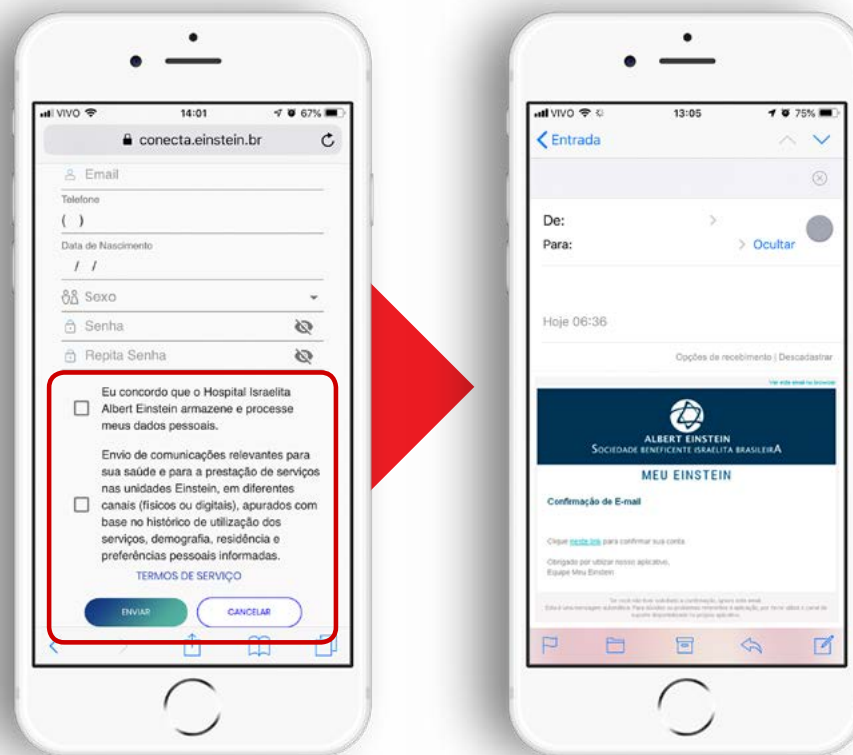 VIVO
14:01
67%
conecta.einstein.br
Email
Telefone
( )
Data de Nascimento
/ /
Sexo
Senha
Repita Senha
Eu concordo que o Hospital Israelita
Albert Einstein armazene e processe
meus dados pessoais.
Envio de comunicações relevantes para
sua saúde e para a prestação de serviços
nas unidades Einstein, em diferentes
canais (físicos ou digitais), apurados com
base no histórico de utilização dos
serviços, demografia, residência e
preferências pessoais informadas.
TERMOS DE SERVIÇO
ENVIAR
CANCELAR
VIVO
13:05
75%
Entrada
De:
Para:
Ocultar
Hoje 06:36
Opções de recebimento | Descadastrar
Ver este email no browser
ALBERT EINSTEIN
SOCIEDADE BENEFICENTE ISRAELITA BRASILEIRA
MEU EINSTEIN
Confirmação de E-mail
Clique neste link para confirmar sua conta.
Obrigado por utilizar nosso aplicativo,
Equipe Meu Einstein